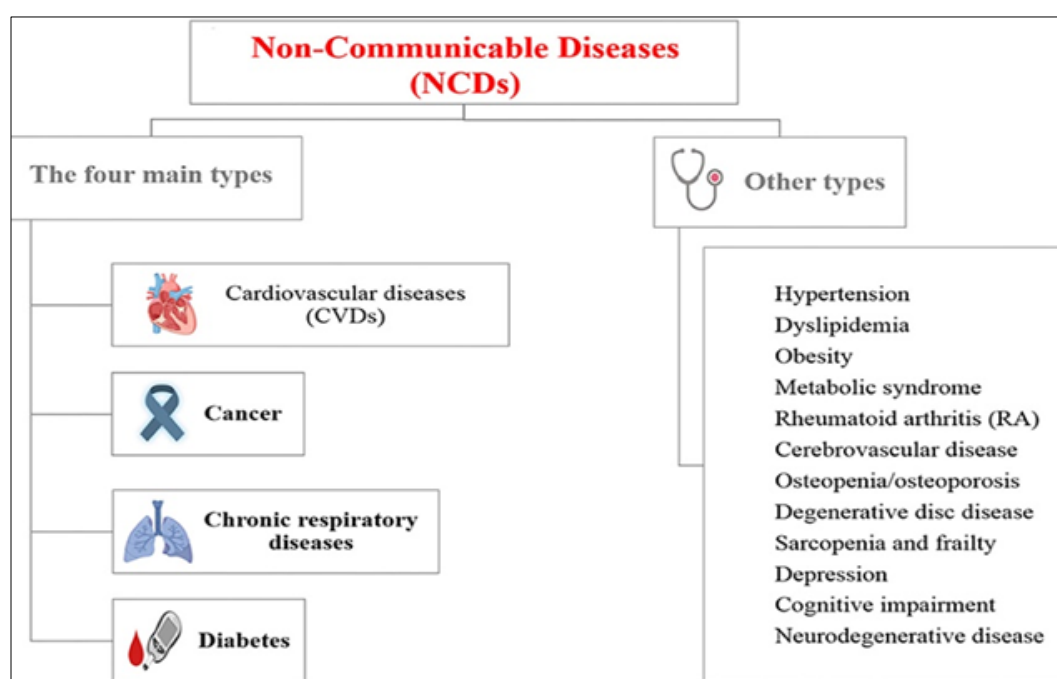 Non-Communicable Diseases
(NCDs)
The four main types
Other types
Cardiovascular diseases
(CVDs)
Cancer
Chronic respiratory
diseases
Diabetes
Hypertension
Dyslipidemia
Obesity
Metabolic syndrome
Rheumatoid arthritis (RA)
Cerebrovascular disease
Osteopenia/osteoporosis
Degenerative disc disease
Sarcopenia and frailty
Depression
Cognitive impairment
Neurodegenerative disease